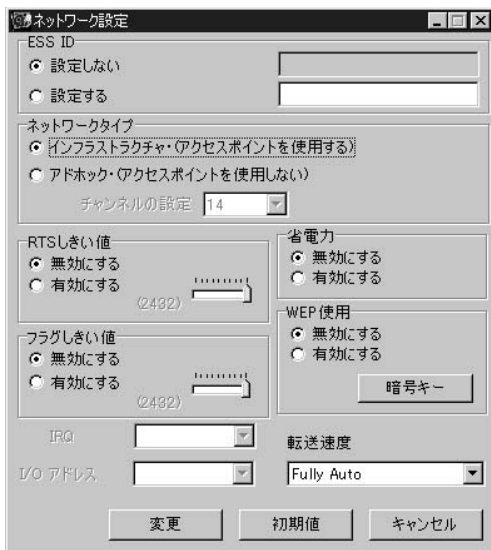 ネットワーク設定
ESS ID
設定しない
設定する
ネットワークタイプ
インフラストラクチャ・(アクセスポイントを使用する)
アドホック・(アクセスポイントを使用しない)
チャンネルの設定 14
RTSしきい値
無効にする
有効にする
(2432)
省電力
無効にする
有効にする
フラグしきい値
無効にする
有効にする
(2432)
WEP使用
無効にする
有効にする
暗号キー
IRQ
I/O アドレス
転送速度
Fully Auto
変更 初期値 キャンセル